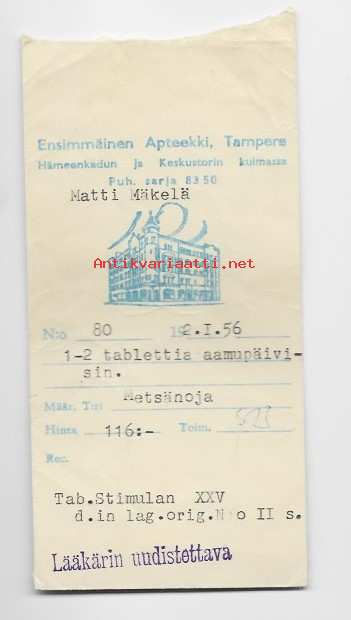 Ensimmäinen Apteekki, Tampere
Hämeenkadun ja Keskustorin kulmassa
Puh. sarja 8350
Matti Mäkelä
Antikvariaatti.net
N:o 80 19 2.I.56
1-2 tablettia aamupäivi-
sin.
Määr. Tri Metsänoja
Hinta 116:- Toim.
Rec.
Tab.Stimulan XXV
d.in lag.orig.N:o II s.
Lääkärin uudistettava